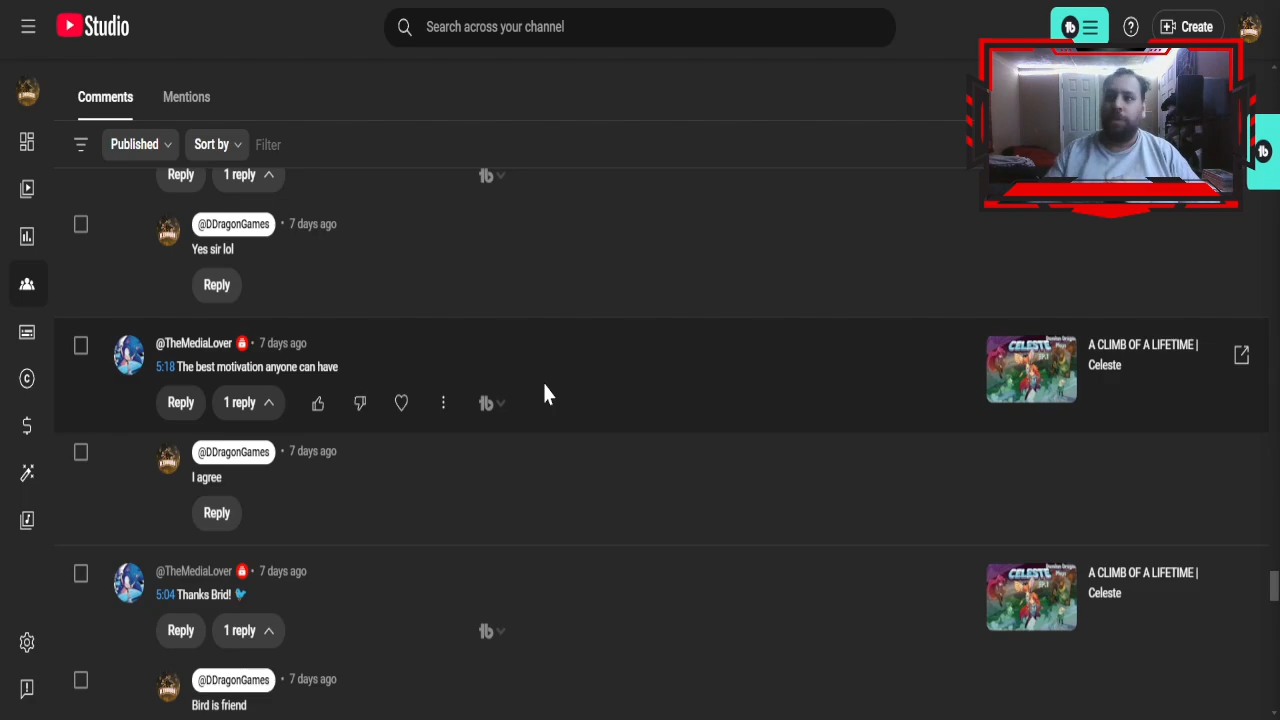 Studio
Search across your channel
Create
Comments
Mentions
Published
Sort by
Filter
Reply
1 reply
@DDragonGames
• 7 days ago
Yes sir lol
Reply
@TheMediaLover • 7 days ago
5:18 The best motivation anyone can have
Reply
1 reply
A CLIMB OF A LIFETIME |
Celeste
CELESTE
@DDragonGames
• 7 days ago
I agree
Reply
@TheMediaLover • 7 days ago
5:04 Thanks Brid! 🐦
Reply
1 reply
A CLIMB OF A LIFETIME |
Celeste
CELESTE
@DDragonGames
• 7 days ago
Bird is friend